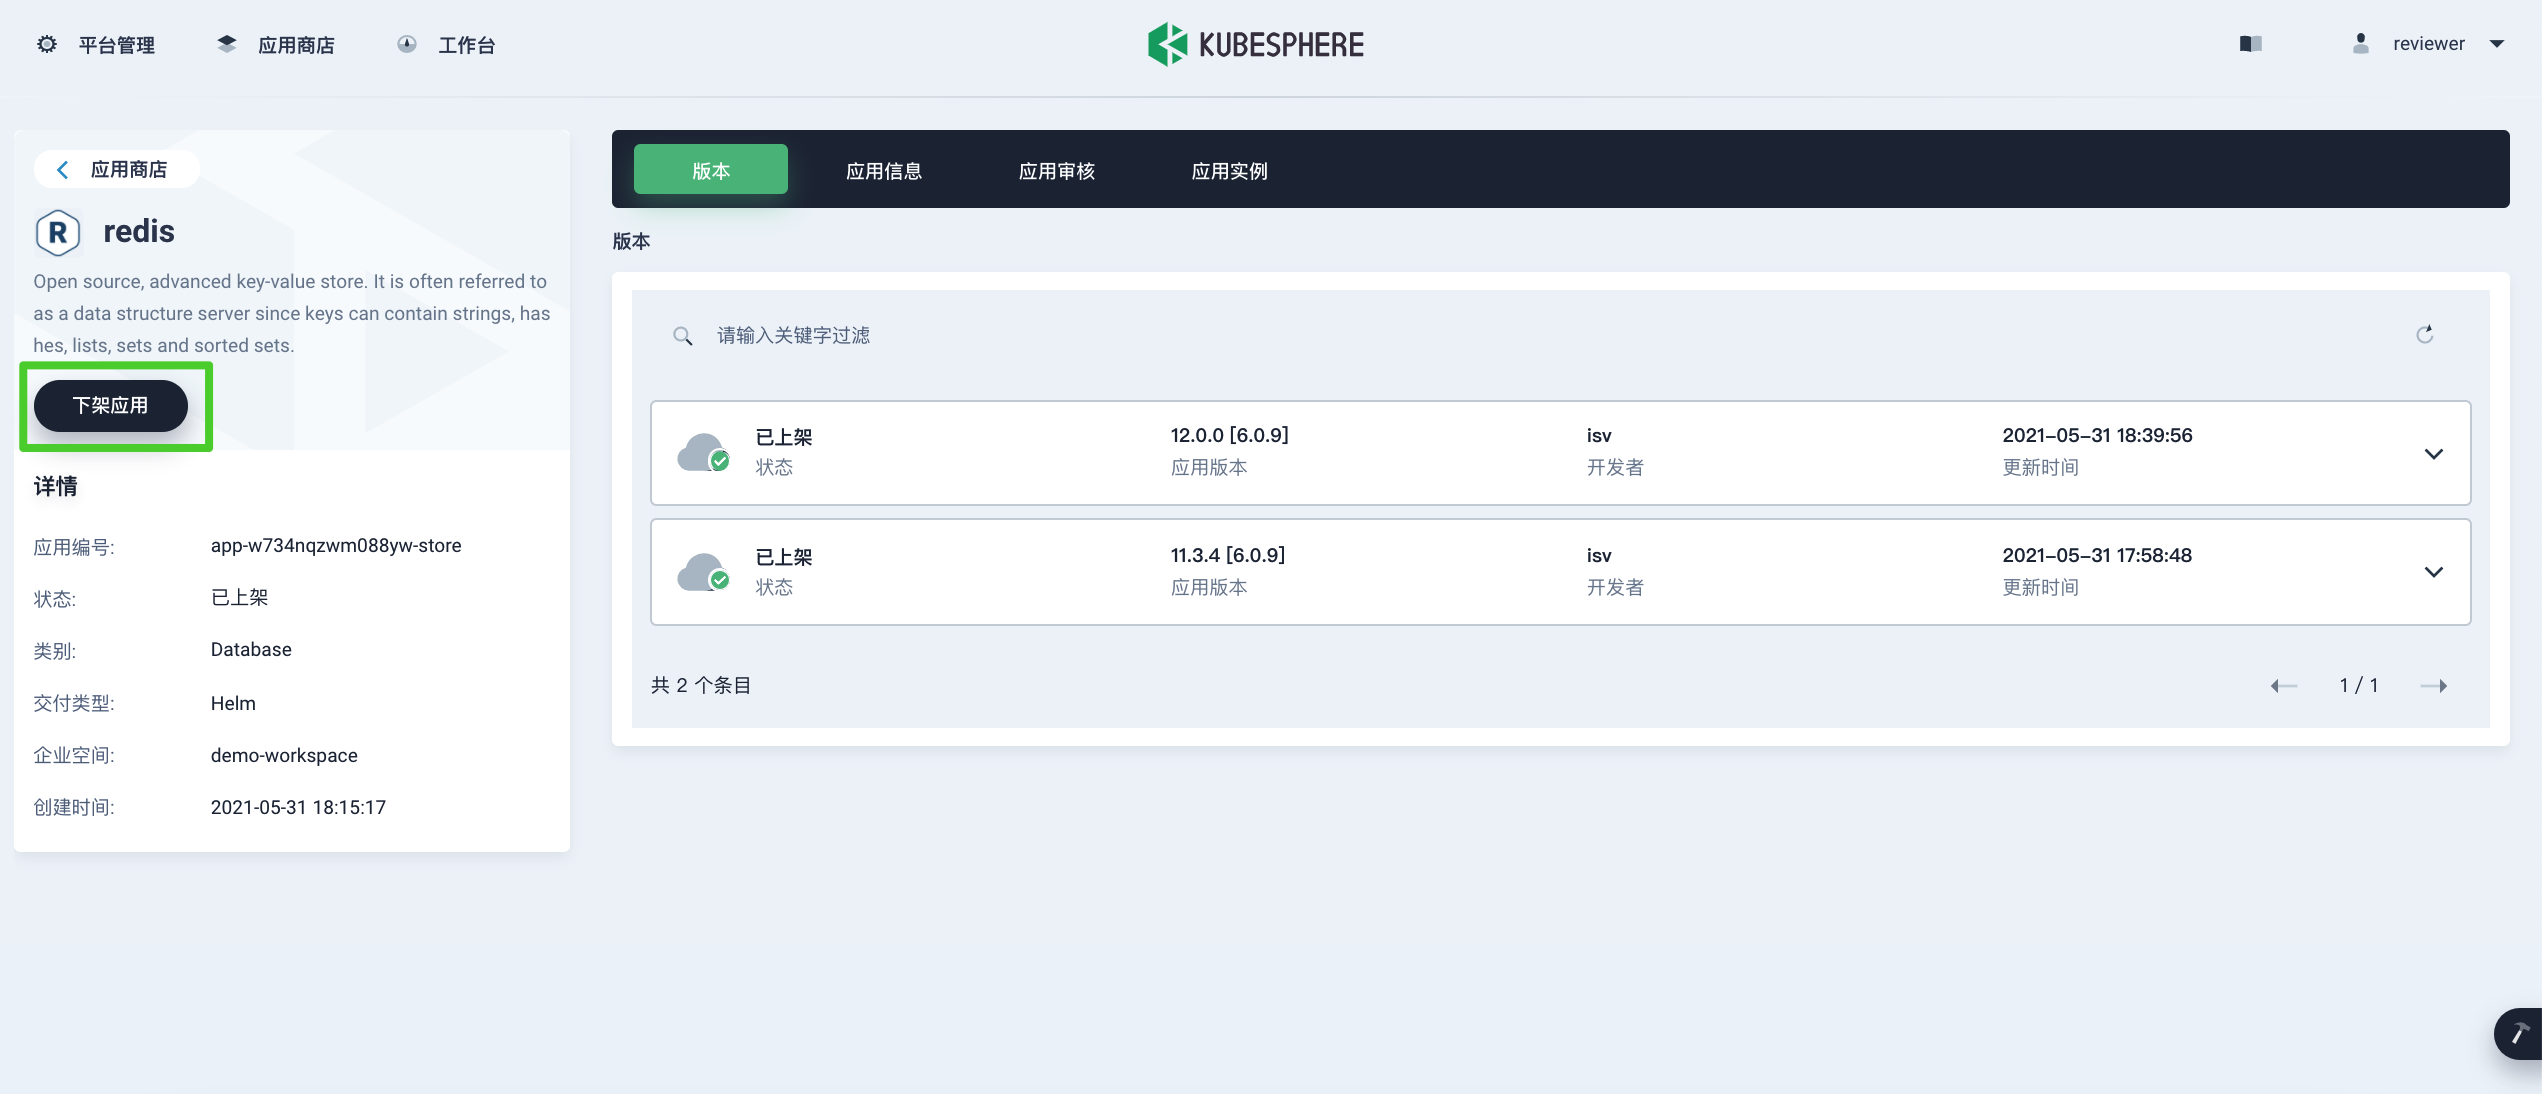 平台管理
应用商店
工作台
KUBESPHERE
reviewer
应用商店
R redis
Open source, advanced key-value store. It is often referred to
as a data structure server since keys can contain strings, has
hes, lists, sets and sorted sets.
下架应用
详情
应用编号: app-w734nqzwm088yw-store
状态: 已上架
类别: Database
交付类型: Helm
企业空间: demo-workspace
创建时间: 2021-05-31 18:15:17
版本 应用信息 应用审核 应用实例
版本
请输入关键字过滤
已上架 12.0.0 [6.0.9] isv 2021-05-31 18:39:56
状态 应用版本 开发者 更新时间
已上架 11.3.4 [6.0.9] isv 2021-05-31 17:58:48
状态 应用版本 开发者 更新时间
共 2 个条目
1 / 1